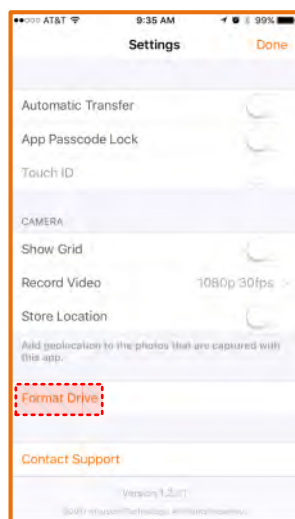 AT&T 9:35 AM 99%
Settings Done
Automatic Transfer
App Passcode Lock
Touch ID
CAMERA
Show Grid
Record Video 1080p 30fps >
Store Location
Add geolocation to the photos that are captured with
this app.
Format Drive
Contact Support
Version